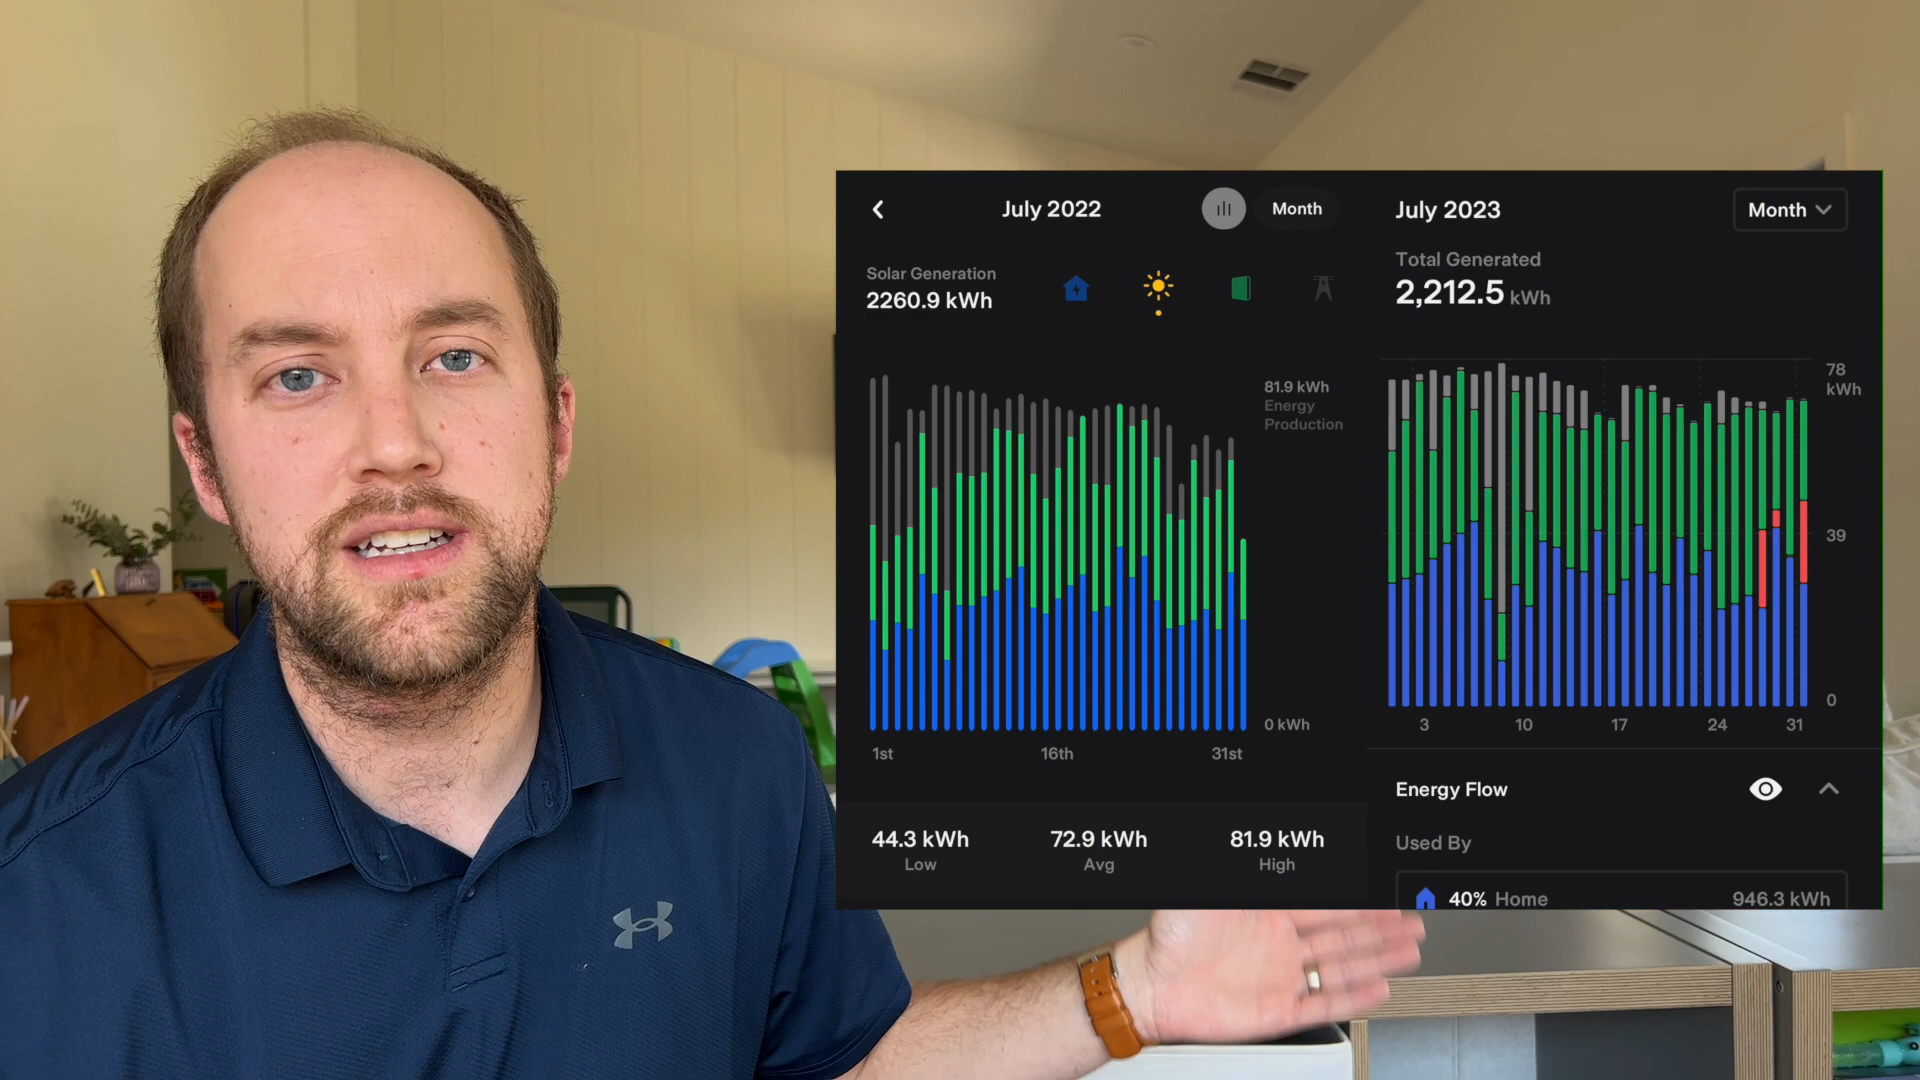 July 2022
Month
Solar Generation
2260.9 kWh
81.9 kWh
Energy
Production
0 kWh
1st 16th 31st
44.3 kWh 72.9 kWh 81.9 kWh
Low Avg High
July 2023
Month
Total Generated
2,212.5 kWh
78
kWh
39
0
3 10 17 24 31
Energy Flow
Used By
40% Home 946.3 kWh